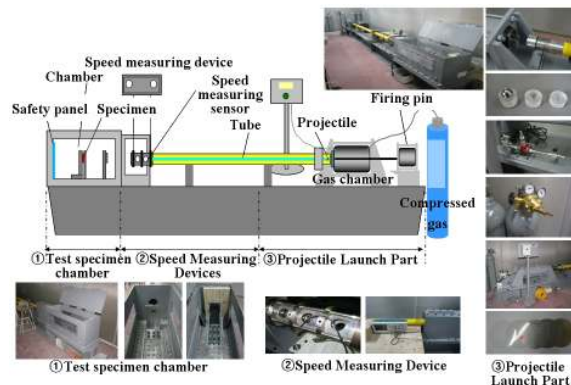 Speed measuring device
Chamber
Safety panel
Specimen
Speed
measuring
sensor
Tube
Projectile
Firing pin
Gas chamber
Compressed
gas
①Test specimen
chamber
②Speed Measuring
Devices
③Projectile Launch Part
①Test specimen chamber
②Speed Measuring Device
③Projectile
Launch Part